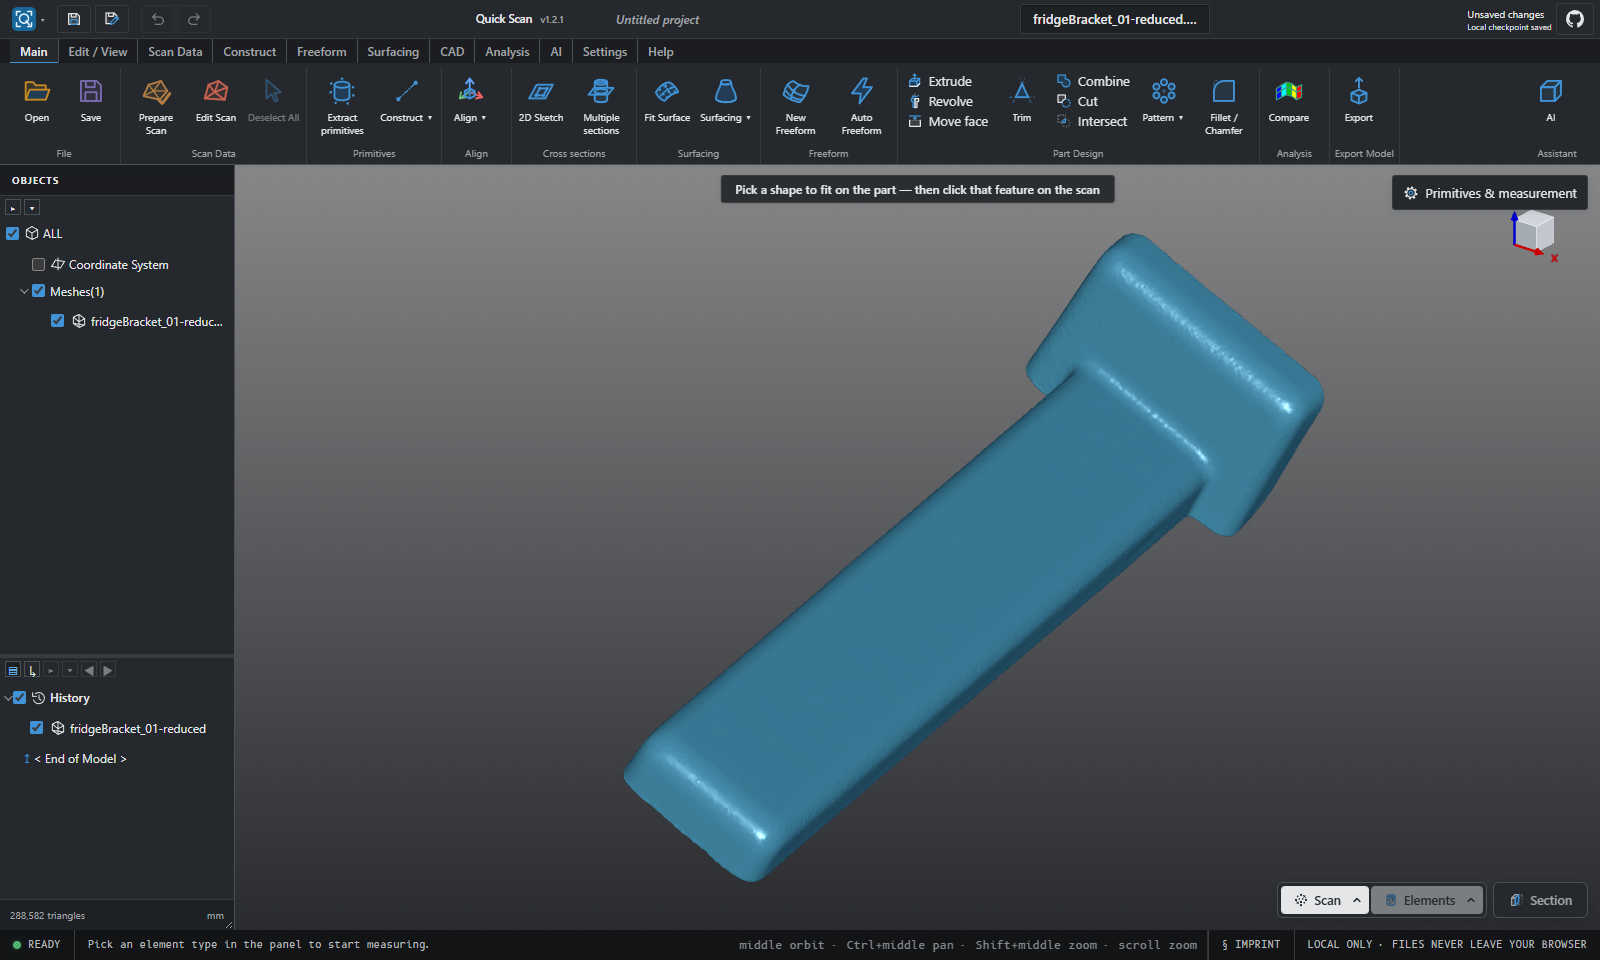 Quick Scan v1.2.1
Untitled project
fridgeBracket_01-reduced....
Unsaved changes
Local checkpoint saved
Main
Edit / View
Scan Data
Construct
Freeform
Surfacing
CAD
Analysis
AI
Settings
Help
Open
Save
Prepare Scan
Edit Scan
Deselect All
Extract primitives
Construct
Align
2D Sketch
Multiple sections
Fit Surface
Surfacing
New Freeform
Auto Freeform
Extrude
Revolve
Move face
Trim
Combine
Cut
Intersect
Pattern
Fillet / Chamfer
Compare
Export
AI
File
Scan Data
Primitives
Align
Cross sections
Surfacing
Freeform
Part Design
Analysis
Export Model
Assistant
OBJECTS
ALL
Coordinate System
Meshes(1)
fridgeBracket_01-reduc...
Pick a shape to fit on the part — then click that feature on the scan
Primitives & measurement
x
History
fridgeBracket_01-reduced
< End of Model >
288,582 triangles
mm
Scan
Elements
Section
READY
Pick an element type in the panel to start measuring.
middle orbit · Ctrl+middle pan · Shift+middle zoom · scroll zoom
§ IMPRINT
LOCAL ONLY · FILES NEVER LEAVE YOUR BROWSER